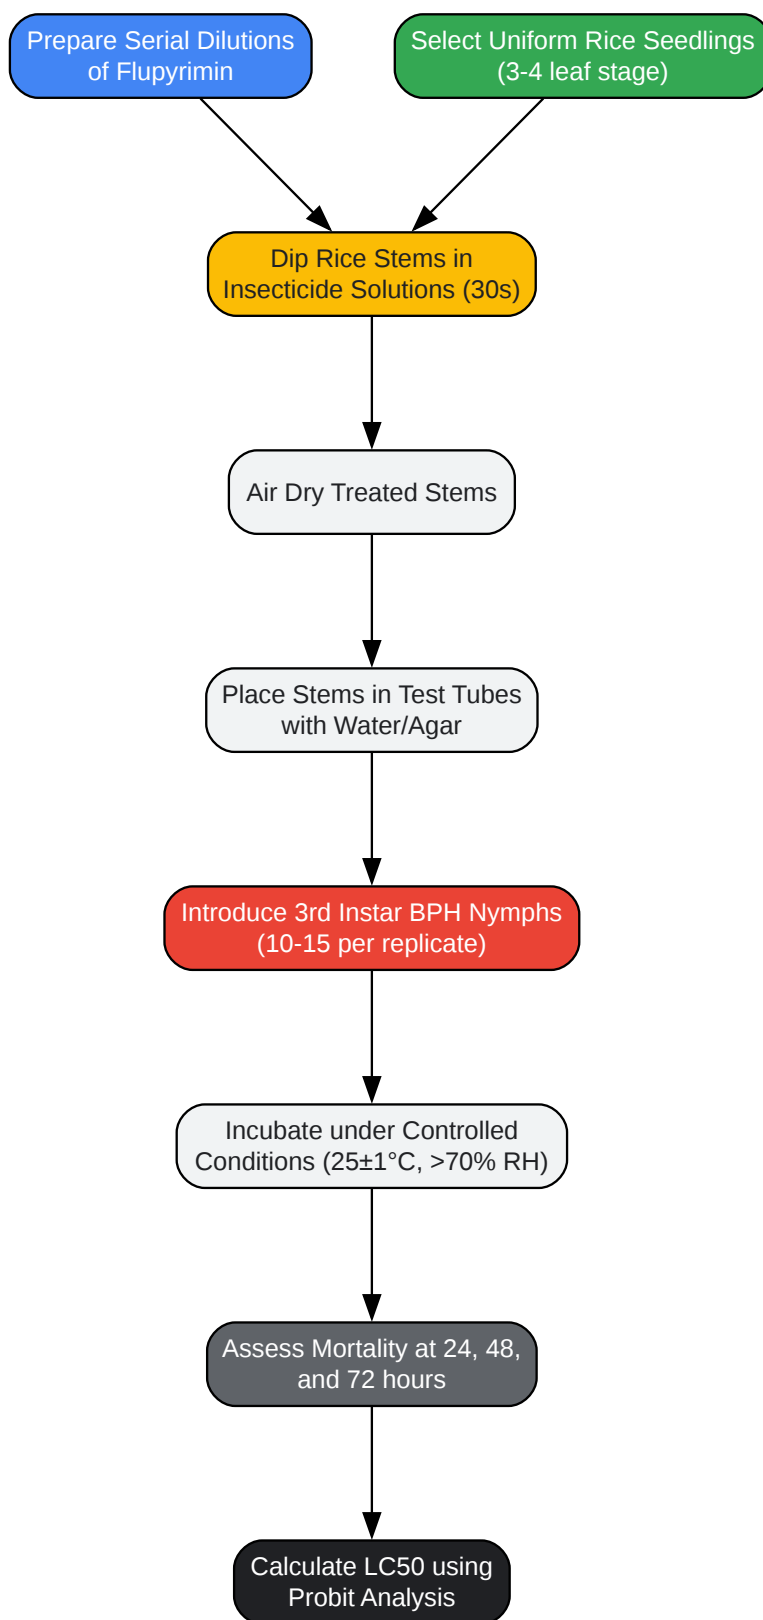 Prepare Serial Dilutions
of Flupyrimin
Select Uniform Rice Seedlings
(3-4 leaf stage)
Dip Rice Stems in
Insecticide Solutions (30s)
Air Dry Treated Stems
Place Stems in Test Tubes
with Water/Agar
Introduce 3rd Instar BPH Nymphs
(10-15 per replicate)
Incubate under Controlled
Conditions (25±1°C, >70% RH)
Assess Mortality at 24, 48,
and 72 hours
Calculate LC50 using
Probit Analysis